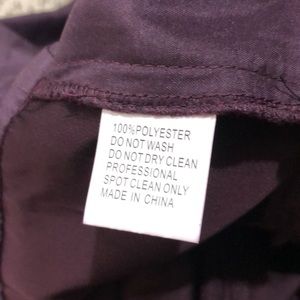 100%POLYESTER
DO NOT WASH
DO NOT DRY CLEAN
PROFESSIONAL
SPOT CLEAN ONLY
MADE IN CHINA